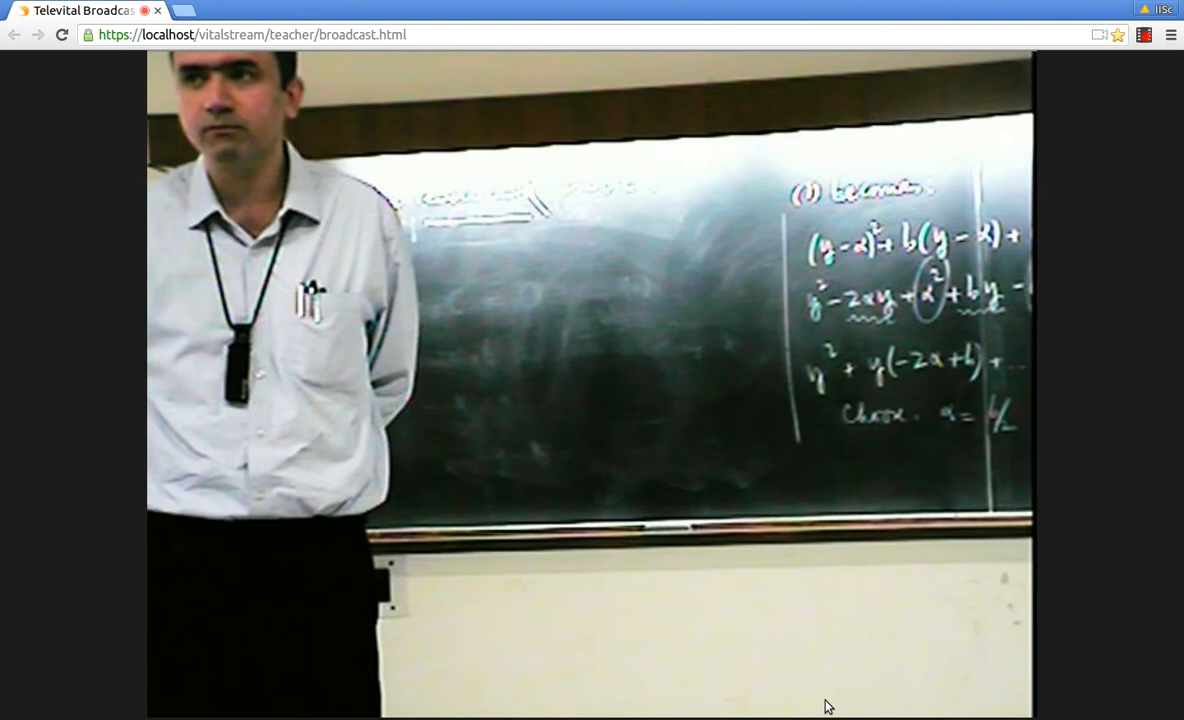 Televital Broadcas
IISc
https://localhost/vitalstream/teacher/broadcast.html
(1) becomes:
(y-α)²+ b(y-α)+
y²-2αy+α²+by-
y² + y(-2α+b)+...
Choose. α= b/2